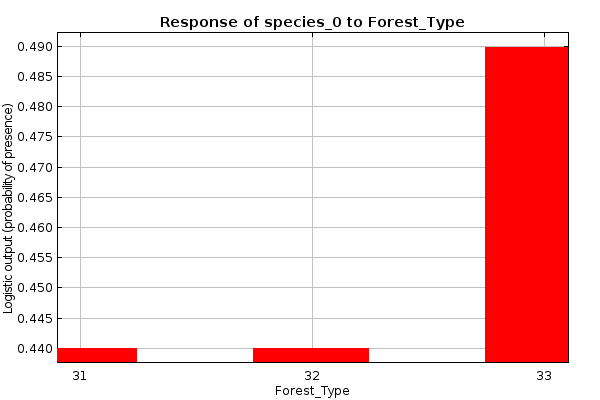 Response of species_0 to Forest_Type
Logistic output (probability of presence)
0.490
0.485
0.480
0.475
0.470
0.465
0.460
0.455
0.450
0.445
0.440
31 32 33
Forest_Type